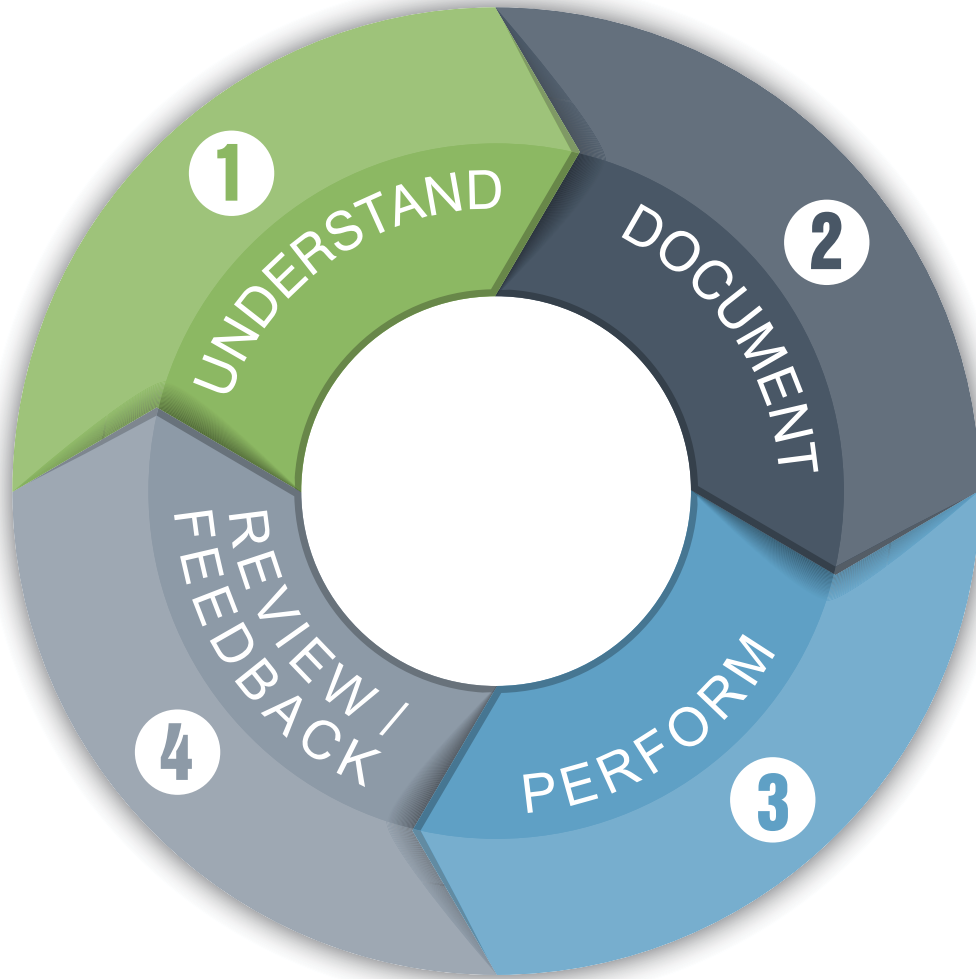 1
UNDERSTAND
2
DOCUMENT
3
PERFORM
4
REVIEW /
FEEDBACK